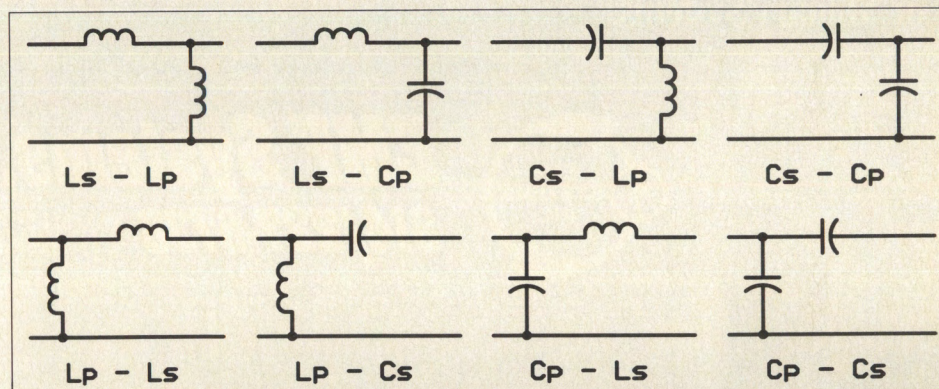 Ls - Lp
Ls - Cp
Cs - Lp
Cs - Cp
Lp - Ls
Lp - Cs
Cp - Ls
Cp - Cs